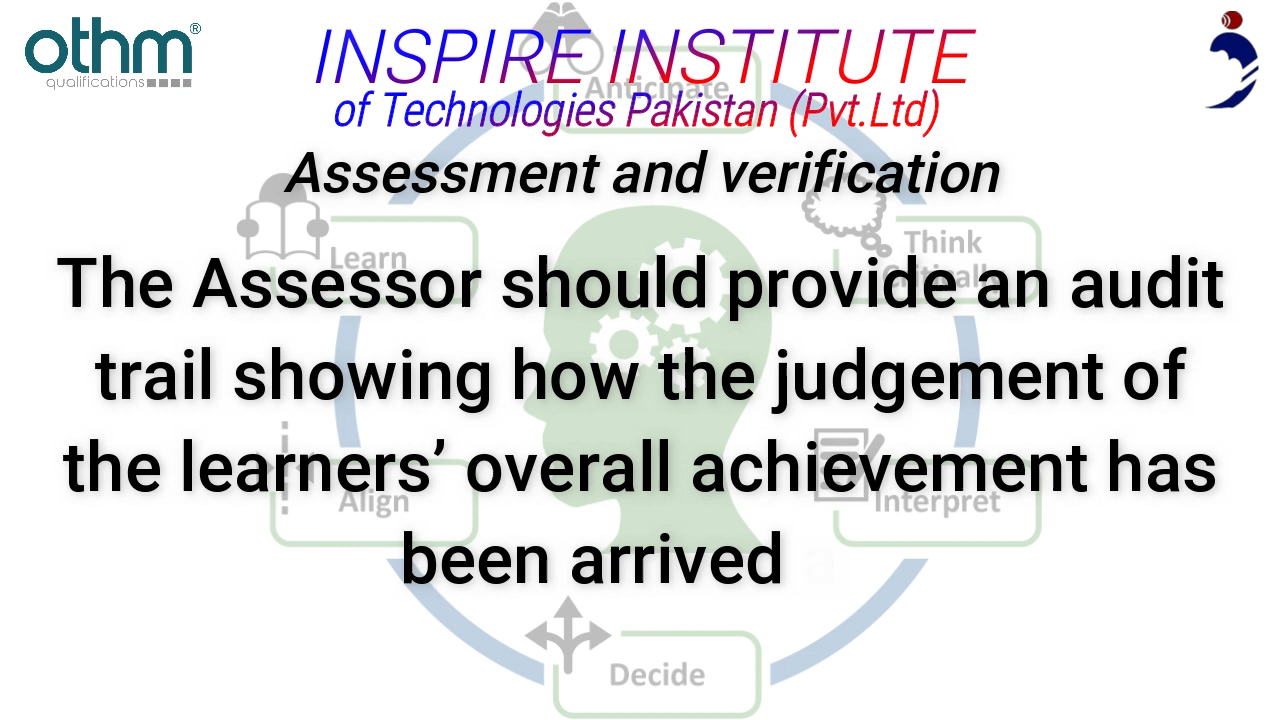 othm®
qualifications
INSPIRE INSTITUTE
of Technologies Pakistan (Pvt.Ltd)
Anticipate
Assessment and verification
Learn
Think
Critically
The Assessor should provide an audit
trail showing how the judgement of
the learners’ overall achievement has
been arrived a
Align
Interpret
Decide